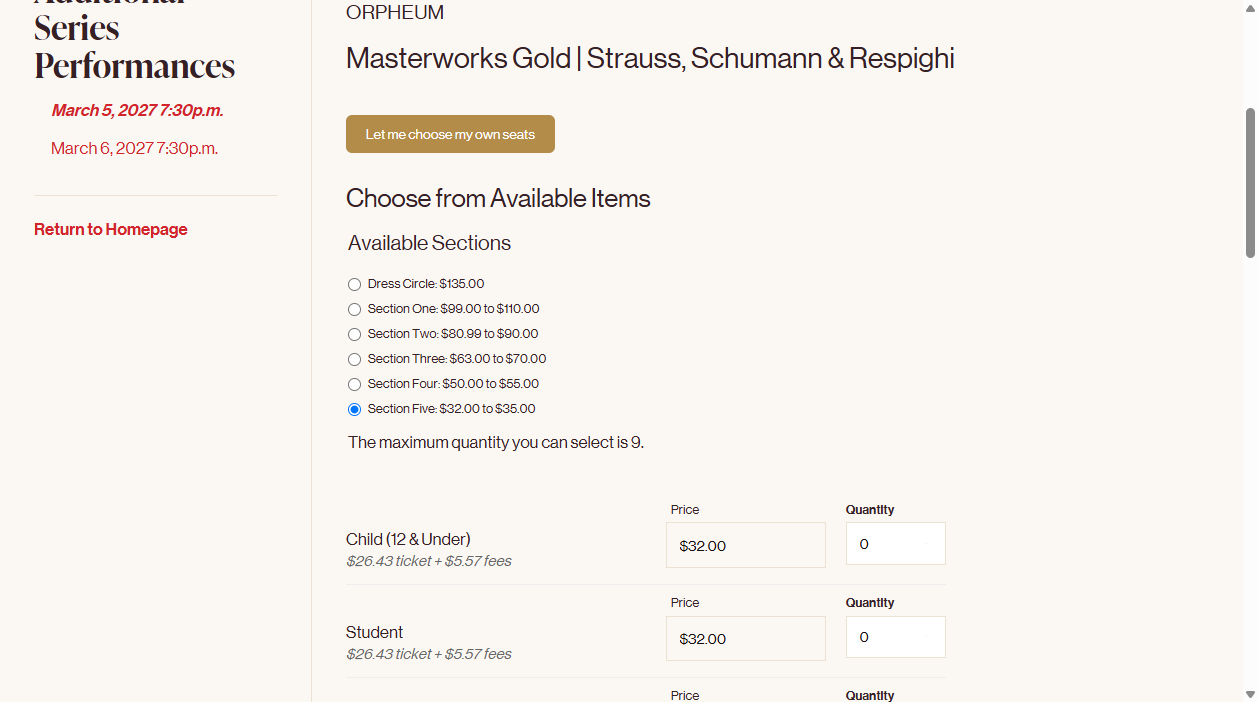 Additional
Series
Performances
March 5, 2027 7:30p.m.
March 6, 2027 7:30p.m.
Return to Homepage
ORPHEUM
Masterworks Gold | Strauss, Schumann & Respighi
Let me choose my own seats
Choose from Available Items
Available Sections
Dress Circle: $135.00
Section One: $99.00 to $110.00
Section Two: $80.99 to $90.00
Section Three: $63.00 to $70.00
Section Four: $50.00 to $55.00
Section Five: $32.00 to $35.00
The maximum quantity you can select is 9.
Price Quantity
Child (12 & Under) $32.00 0
$26.43 ticket + $5.57 fees
Price Quantity
Student $32.00 0
$26.43 ticket + $5.57 fees
Price Quantity